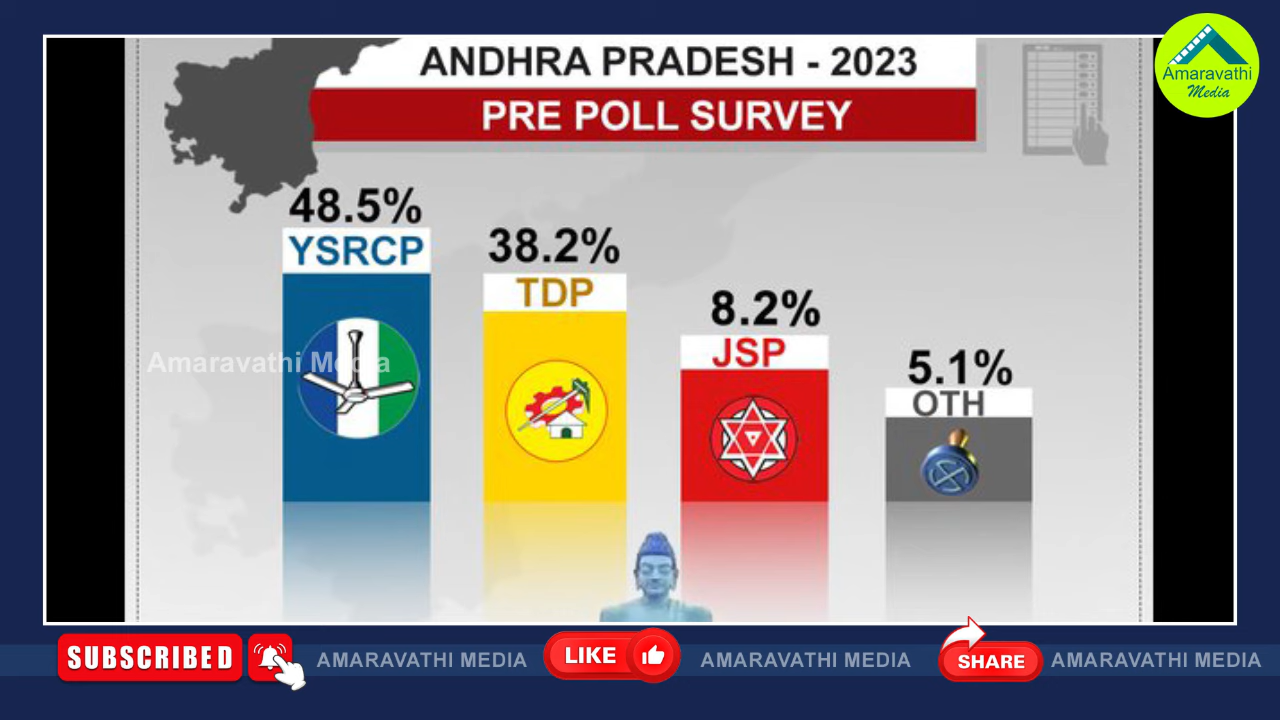 ANDHRA PRADESH - 2023
PRE POLL SURVEY
Amaravathi
Media
48.5%
YSRCP
38.2%
TDP
8.2%
JSP
5.1%
OTH
Amaravathi Media
SUBSCRIBED
AMARAVATHI MEDIA
LIKE
AMARAVATHI MEDIA
SHARE
AMARAVATHI MEDIA